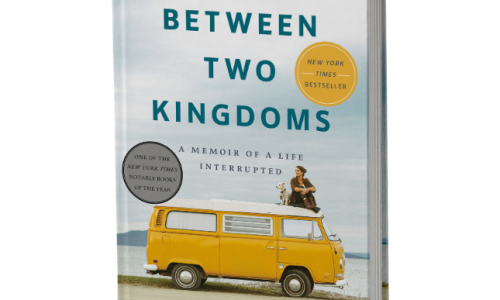 BETWEEN
TWO
KINGDOMS
NEW YORK
TIMES
BESTSELLER
A MEMOIR OF A LIFE
INTERRUPTED
ONE OF THE
NEW YORK TIMES
NOTABLE BOOKS
OF THE YEAR